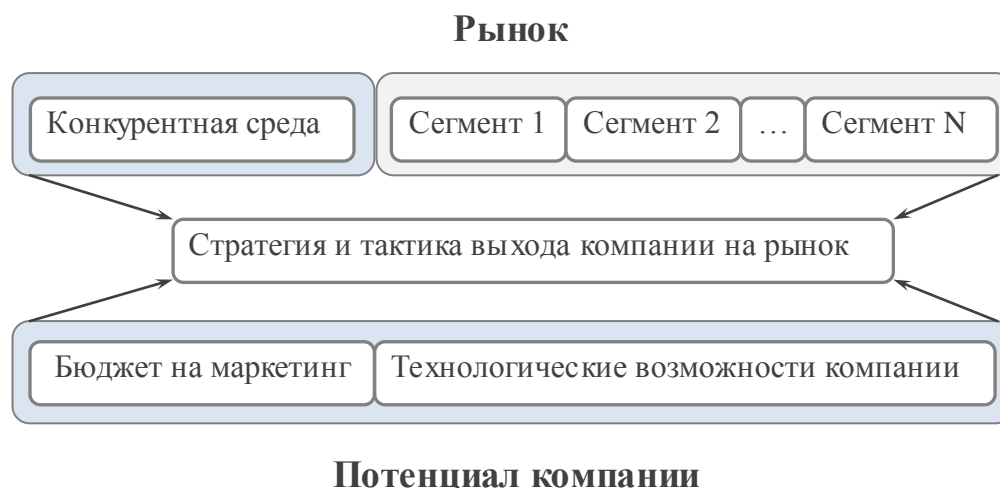 Рынок
Конкурентная среда
Сегмент 1
Сегмент 2
…
Сегмент N
Стратегия и тактика выхода компании на рынок
Бюджет на маркетинг
Технологические возможности компании
Потенциал компании